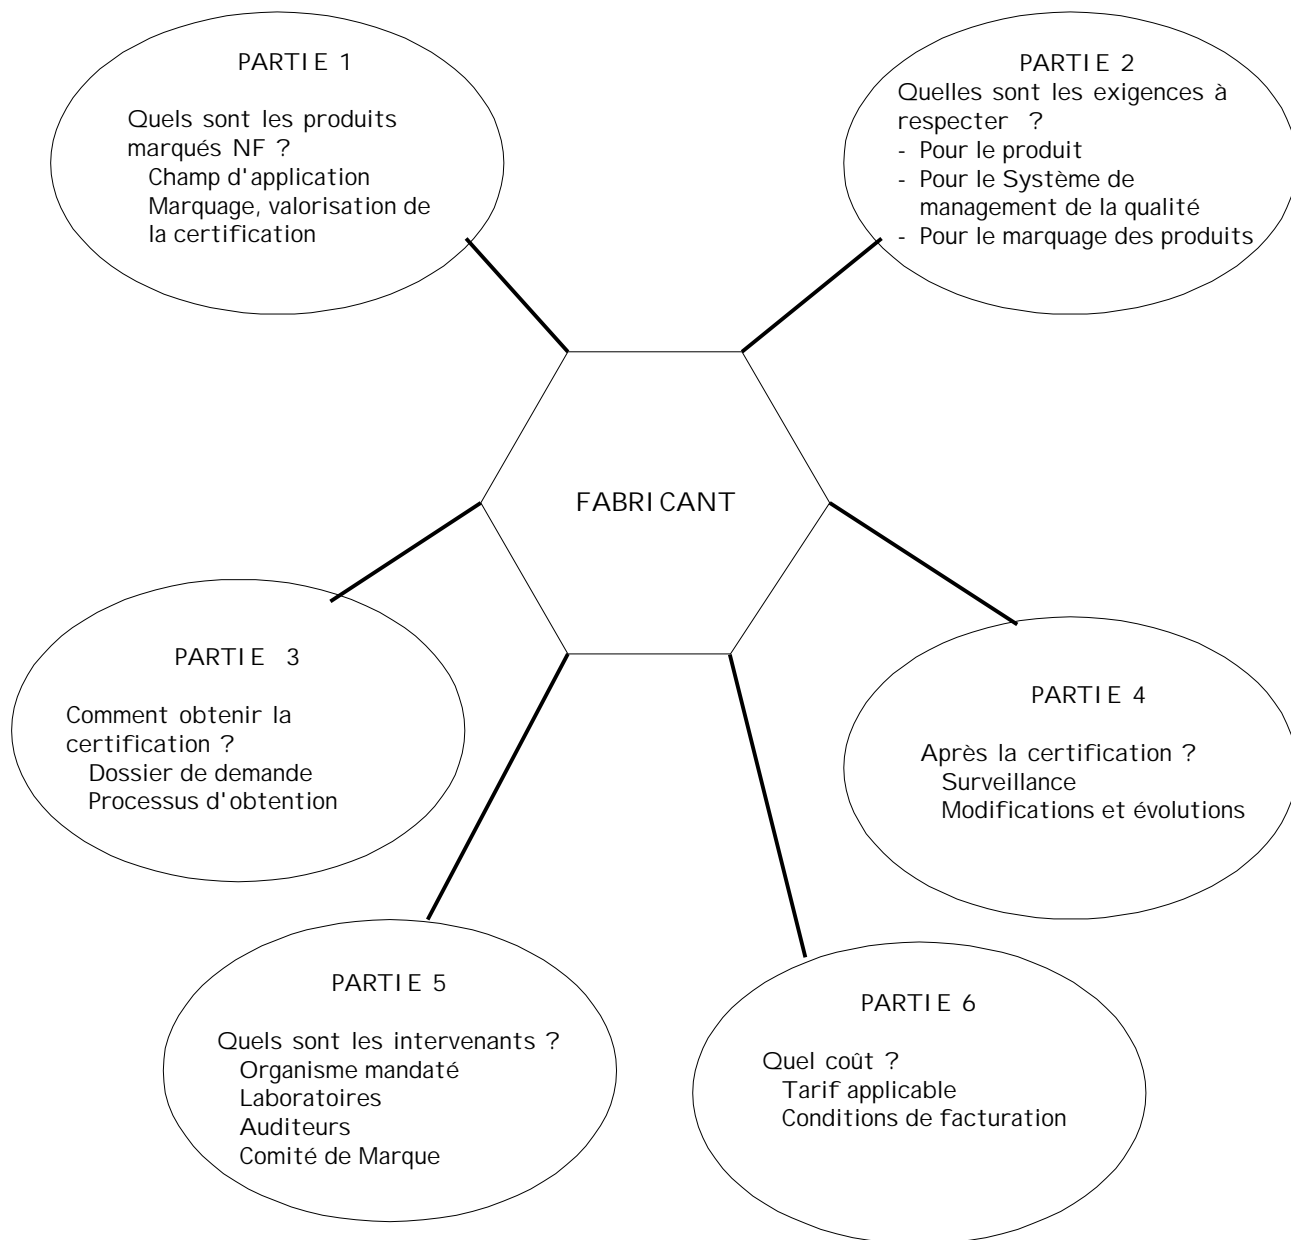 PARTIE 1
Quels sont les produits
marqués NF ?
Champ d'application
Marquage, valorisation de
la certification
PARTIE 2
Quelles sont les exigences à
respecter ?
- Pour le produit
- Pour le Système de
management de la qualité
- Pour le marquage des produits
FABRICANT
PARTIE 3
Comment obtenir la
certification ?
Dossier de demande
Processus d'obtention
PARTIE 4
Après la certification ?
Surveillance
Modifications et évolutions
PARTIE 5
Quels sont les intervenants ?
Organisme mandaté
Laboratoires
Auditeurs
Comité de Marque
PARTIE 6
Quel coût ?
Tarif applicable
Conditions de facturation